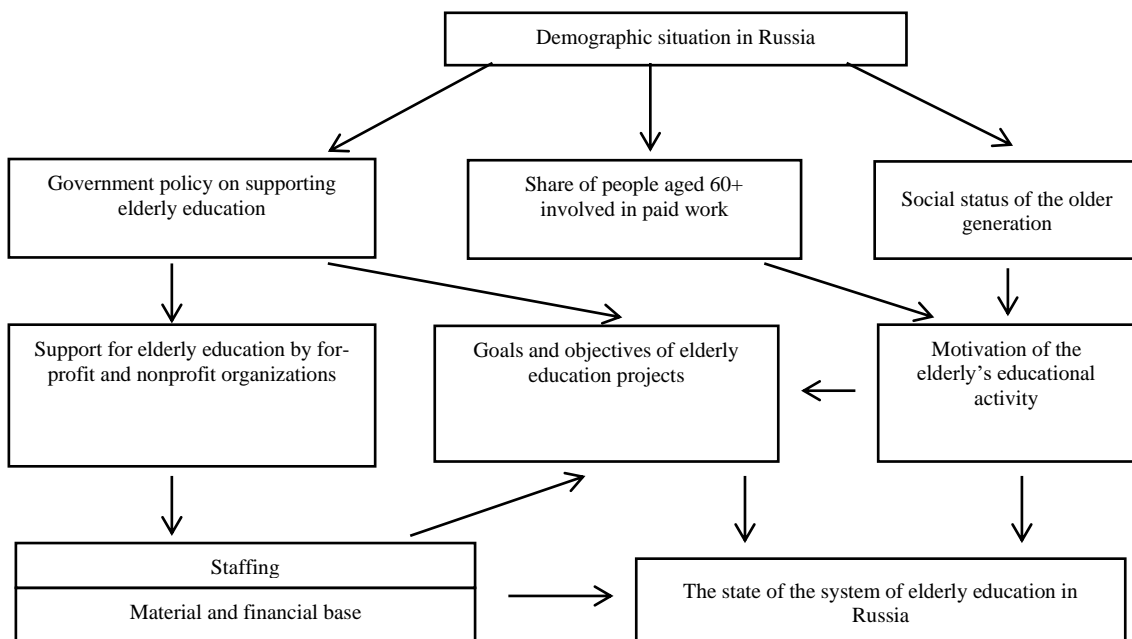 Demographic situation in Russia
Government policy on supporting
elderly education
Share of people aged 60+
involved in paid work
Social status of the older
generation
Support for elderly education by for-
profit and nonprofit organizations
Goals and objectives of elderly
education projects
Motivation of the
elderly’s educational
activity
Staffing
Material and financial base
The state of the system of elderly education in
Russia